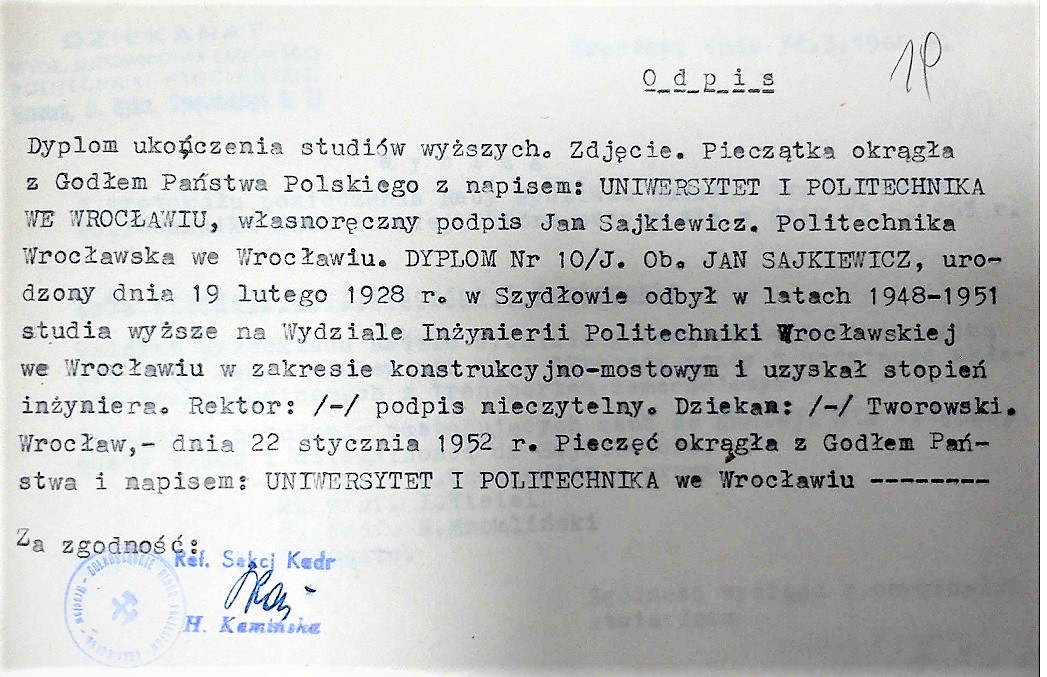 O d p i s
19
Dyplom ukończenia studiów wyższych. Zdjęcie. Pieczątka okrągła
z Godłem Państwa Polskiego z napisem: UNIWERSYTET I POLITECHNIKA
WE WROCŁAWIU, własnoręczny podpis Jan Sajkiewicz. Politechnika
Wrocławska we Wrocławiu. DYPLOM Nr 10/J. Ob. JAN SAJKIEWICZ, uro-
dzony dnia 19 lutego 1928 r. w Szydłowie odbył w latach 1948-1951
studia wyższe na Wydziale Inżynierii Politechniki Wrocławskiej
we Wrocławiu w zakresie konstrukcyjno-mostowym i uzyskał stopień
inżyniera. Rektor: /-/ podpis nieczytelny. Dziekan: /-/ Tworowski.
Wrocław,- dnia 22 stycznia 1952 r. Pieczęć okrągła z Godłem Pań-
stwa i napisem: UNIWERSYTET I POLITECHNIKA we Wrocławiu --------
Za zgodność:
Ref. Sekcj Kadr
H. Kamińska